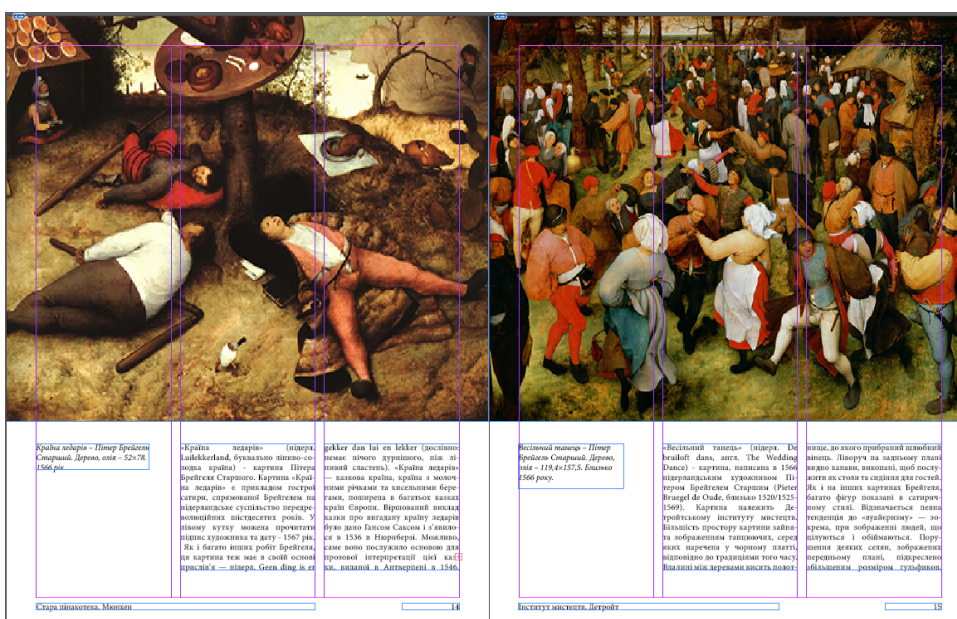 Країна ледарів – Пітер Брейгель
Старший. Дерево, олія – 52×78.
1566 рік
«Країна ледарів» (нідерл.
Luilekkerland, буквально ліниво-со-
лодка країна) - картина Пітера
Брейгеля Старшого. Картина «Краї-
на ледарів» є прикладом гострої
сатири, спрямованої Брейгелем на
нідерландське суспільство передре-
волюційних шістдесятих років. У
лівому кутку можена прочитати
підпис художника та дату - 1567 рік.
Як і багато інших робіт Брейгеля,
ця картина теж має в своїй основі
прислів'я — нідерл. Geen ding is er
gekker dan lui en lekker (дослівно:
немає нічого дурнішого, ніж лі-
нивий сластень). «Країна ледарів»
— казкова країна, країна з молоч-
ними річками та кисельними бере-
гами, поширена в багатьох казках
країн Європи. Віршований виклад
казки про вигадану країну ледарів
було дано Гансом Саксом і з'явило-
ся в 1536 в Нюрнберзі. Можливо,
саме воно послужило основою для
прозової інтерпретації цієї каз-
ки, виданої в Антверпені в 1546.
Стара пінакотека. Мюнхен
14
Весільний танець – Пітер
Брейгель Старший. Дерево,
олія – 119,4×157,5. Близько
1566 року.
«Весільний танець» (нідерл. De
bruiloft dans, англ. The Wedding
Dance) - картина, написана в 1566
нідерландським художником Пі-
тером Брейгелем Старшим (Pieter
Bruegel de Oude, близько 1520/1525-
1569). Картина належить Де-
тройтському інституту мистецтв.
Більшість простору картини зайня-
та зображенням танцюючих, серед
яких наречена у чорному платті,
відповідно до традиціями того часу.
Вдалині між деревами висить полот-
нище, до якого прибраний шлюбний
вінець. Ліворуч на задньому плані
видно канави, викопані, щоб послу-
жити як столи та сидіння для гостей.
Як і на інших картинах Брейгеля,
багато фігур показані в сатирич-
ному стилі. Відзначається певна
тенденція до «вуайєризму» — зо-
крема, при зображенні людей, що
цілуються і обіймаються. Пору-
шення деяких селян, зображених
передньому плані, підкреслено
збільшеним розміром гульфиков.
Інститут мистецтв. Детройт
15